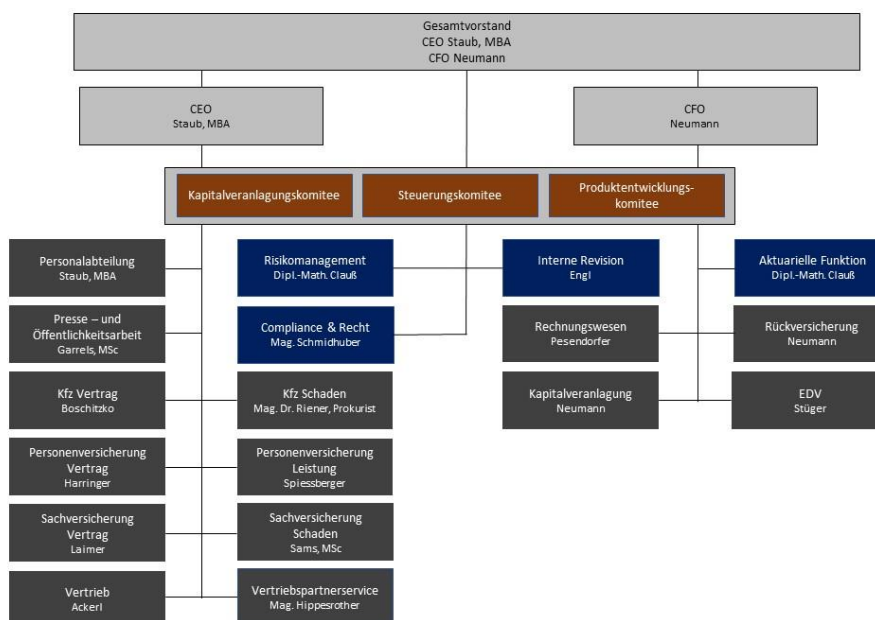 Gesamtvorstand
CEO Staub, MBA
CFO Neumann
CEO
Staub, MBA
CFO
Neumann
Kapitalveranlagungskomitee
Steuerungskomitee
Produktentwicklungs-
komitee
Personalabteilung
Staub, MBA
Risikomanagement
Dipl.-Math. Clauß
Interne Revision
Engl
Aktuarielle Funktion
Dipl.-Math. Clauß
Presse – und
Öffentlichkeitsarbeit
Garrels, MSc
Compliance & Recht
Mag. Schmidhuber
Rechnungswesen
Pesendorfer
Rückversicherung
Neumann
Kfz Vertrag
Boschitzko
Kfz Schaden
Mag. Dr. Riener, Prokurist
Kapitalveranlagung
Neumann
EDV
Stüger
Personenversicherung
Vertrag
Harringer
Personenversicherung
Leistung
Spiessberger
Sachversicherung
Vertrag
Laimer
Sachversicherung
Schaden
Sams, MSc
Vertrieb
Ackerl
Vertriebspartnerservice
Mag. Hippesrother